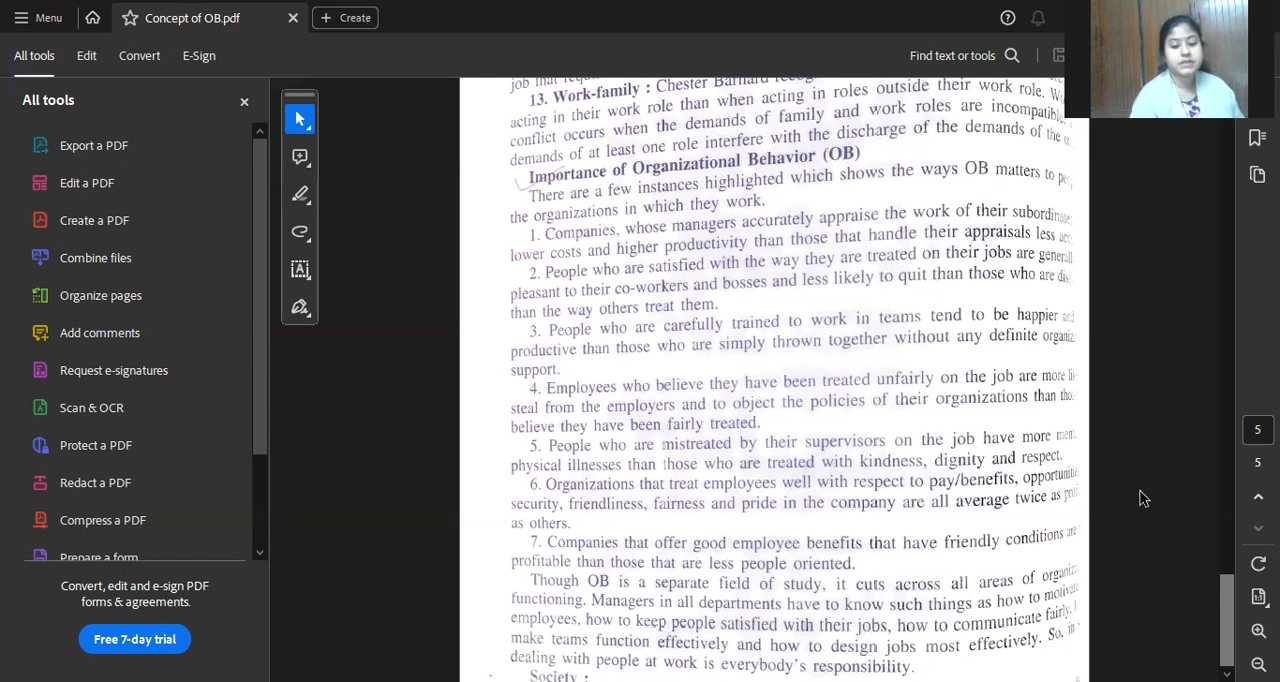 Menu
Concept of OB.pdf
Create
All tools
Edit
Convert
E-Sign
Find text or tools
All tools
Export a PDF
Edit a PDF
Create a PDF
Combine files
Organize pages
Add comments
Request e-signatures
Scan & OCR
Protect a PDF
Redact a PDF
Compress a PDF
Prepare a form
Convert, edit and e-sign PDF
forms & agreements.
Free 7-day trial
job that
13. Work-family : Chester Barnard
acting in their work role than when acting in roles outside their work role.
conflict occurs when the demands of family and work roles are incompatible
demands of at least one role interfere with the discharge of the demands of the
Importance of Organizational Behavior (OB)
There are a few instances highlighted which shows the ways OB matters to
the organizations in which they work.
1. Companies, whose managers accurately appraise the work of their
lower costs and higher productivity than those that handle their appraisals less
2. People who are satisfied with the way they are treated on their jobs are
pleasant to their co-workers and bosses and less likely to quit than those who are
than the way others treat them.
3. People who are carefully trained to work in teams tend to be happier
productive than those who are simply thrown together without any definite
support.
4. Employees who believe they have been treated unfairly on the job are more
steal from the employers and to object the policies of their organizations than
believe they have been fairly treated.
5. People who are mistreated by their supervisors on the job have more
physical illnesses than those who are treated with kindness, dignity and respect.
6. Organizations that treat employees well with respect to pay/benefits,
security, friendliness, fairness and pride in the company are all average twice as
as others.
7. Companies that offer good employee benefits that have friendly conditions
profitable than those that are less people oriented.
Though OB is a separate field of study, it cuts across all areas of
functioning. Managers in all departments have to know such things as how to
employees, how to keep people satisfied with their jobs, how to communicate fairly.
make teams function effectively and how to design jobs most effectively. So,
dealing with people at work is everybody's responsibility.
Society :
5
5